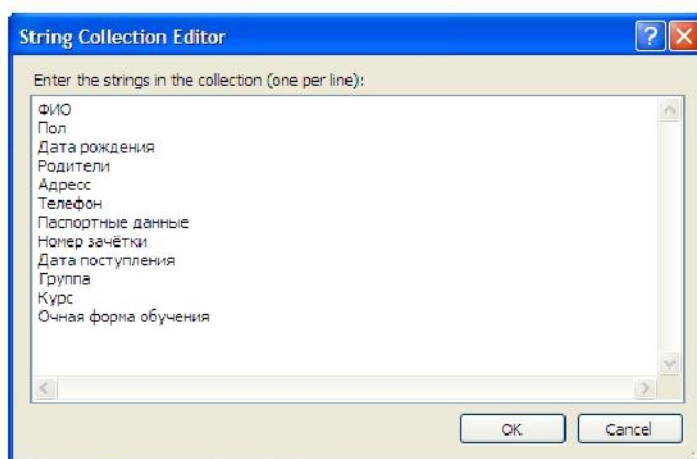 String Collection Editor
Enter the strings in the collection (one per line):
ФИО
Пол
Дата рождения
Родители
Адресс
Телефон
Паспортные данные
Номер зачётки
Дата поступления
Группа
Курс
Очная форма обучения
OK
Cancel